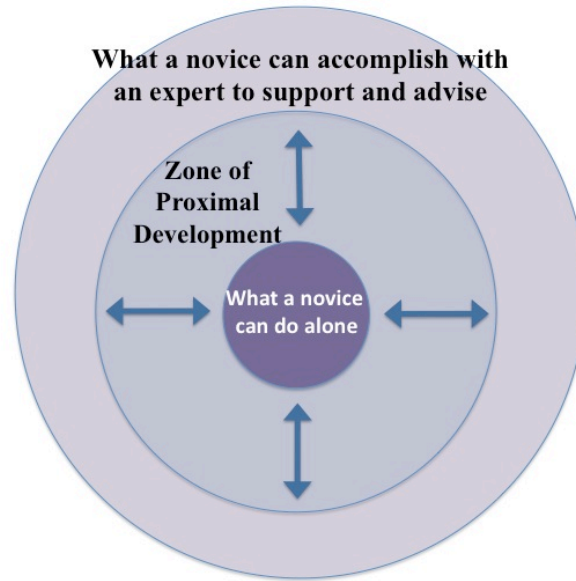 What a novice can accomplish with
an expert to support and advise
Zone of
Proximal
Development
What a novice
can do alone